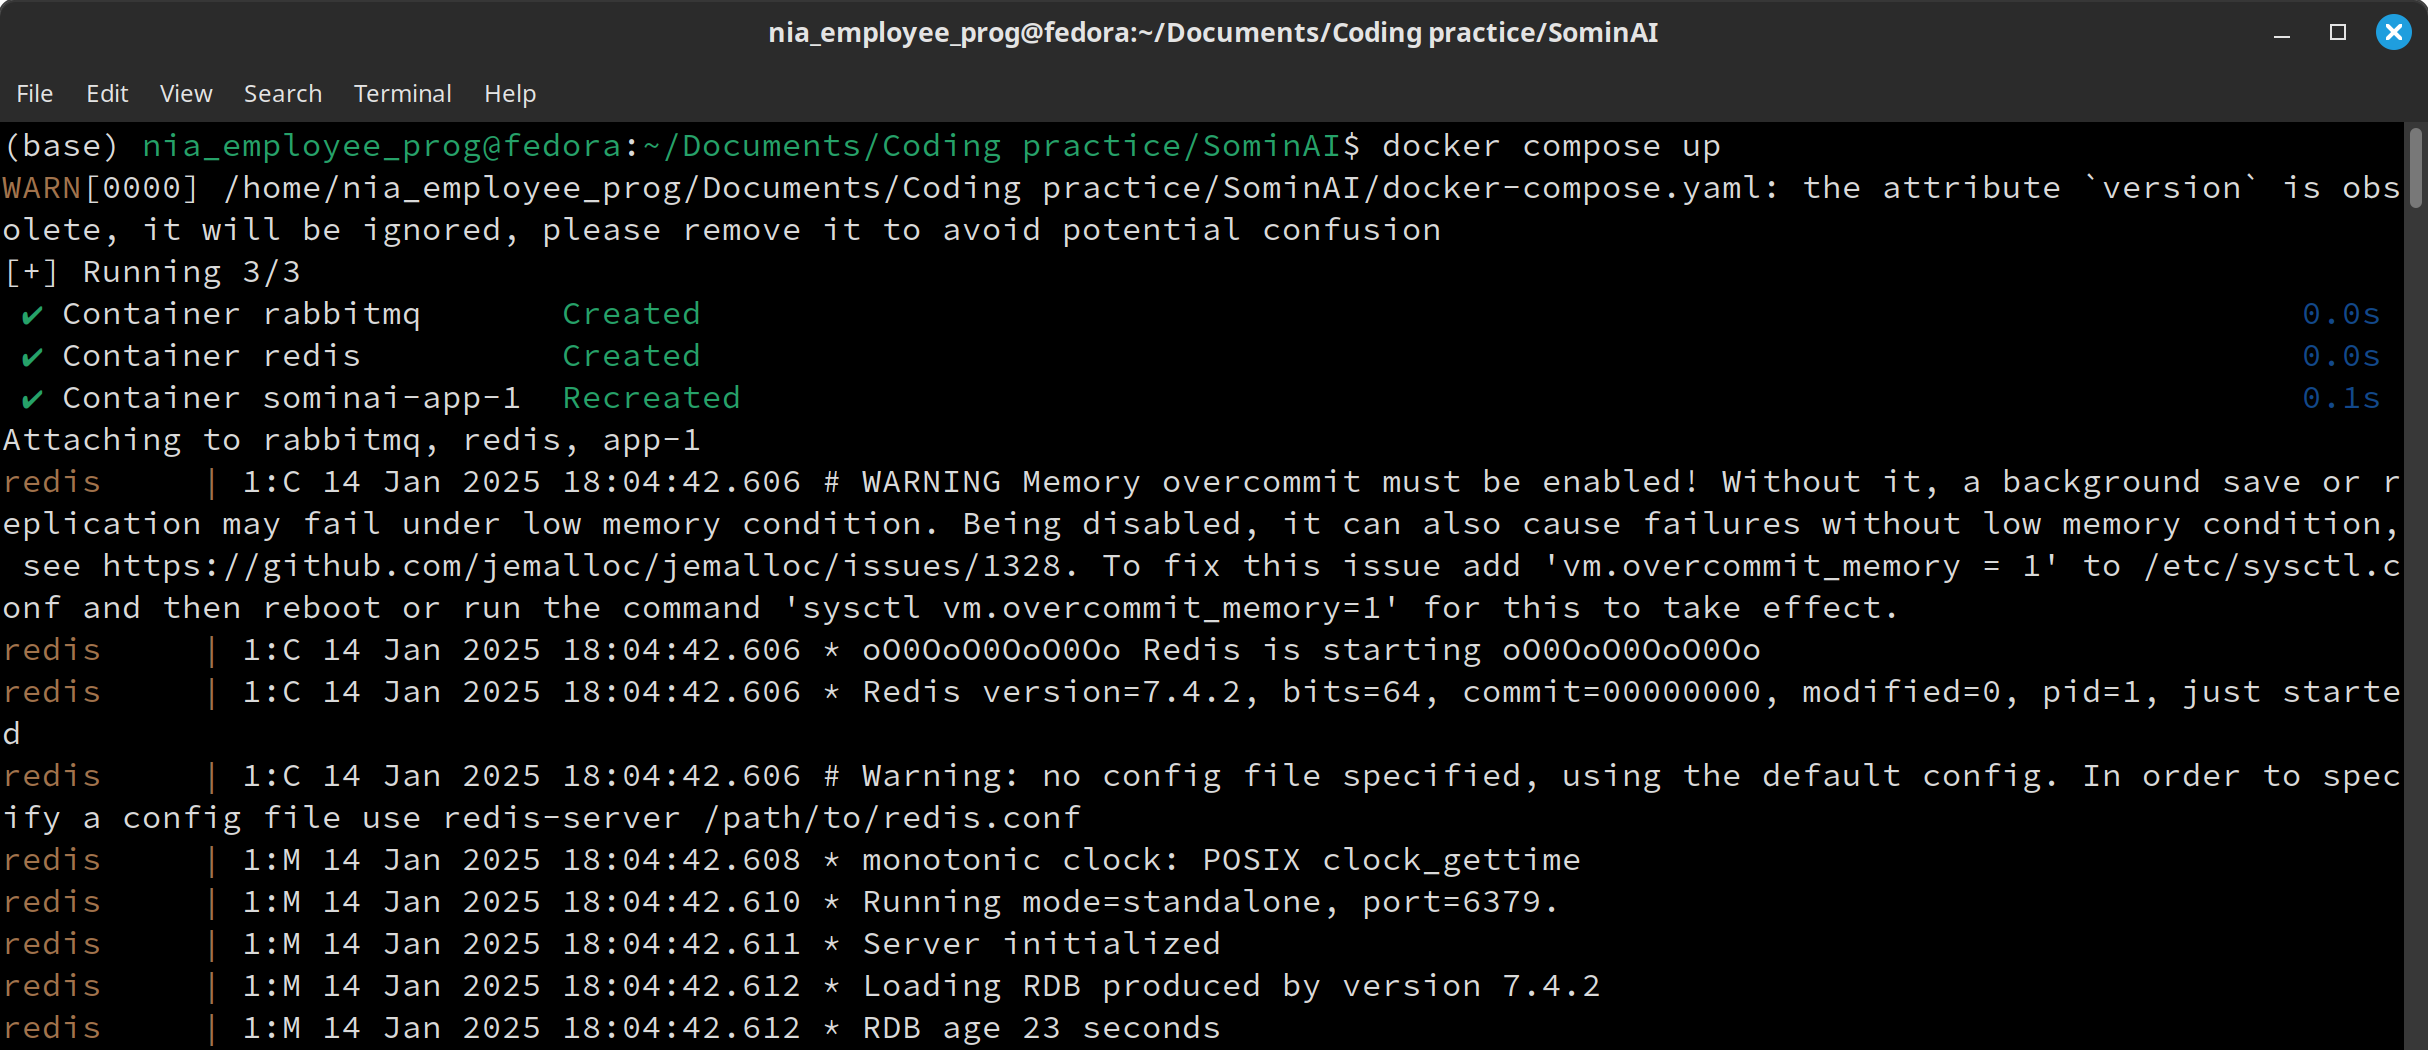 nia_employee_prog@fedora:~/Documents/Coding practice/SominAI
File Edit View Search Terminal Help
(base) nia_employee_prog@fedora:~/Documents/Coding practice/SominAI$ docker compose up
WARN[0000] /home/nia_employee_prog/Documents/Coding practice/SominAI/docker-compose.yaml: the attribute `version` is obs
olete, it will be ignored, please remove it to avoid potential confusion
[+] Running 3/3
✔ Container rabbitmq Created 0.0s
✔ Container redis Created 0.0s
✔ Container sominai-app-1 Recreated 0.1s
Attaching to rabbitmq, redis, app-1
redis | 1:C 14 Jan 2025 18:04:42.606 # WARNING Memory overcommit must be enabled! Without it, a background save or r
eplication may fail under low memory condition. Being disabled, it can also cause failures without low memory condition,
see https://github.com/jemalloc/jemalloc/issues/1328. To fix this issue add 'vm.overcommit_memory = 1' to /etc/sysctl.c
onf and then reboot or run the command 'sysctl vm.overcommit_memory=1' for this to take effect.
redis | 1:C 14 Jan 2025 18:04:42.606 * oO0OoO0OoO0Oo Redis is starting oO0OoO0OoO0Oo
redis | 1:C 14 Jan 2025 18:04:42.606 * Redis version=7.4.2, bits=64, commit=00000000, modified=0, pid=1, just starte
d
redis | 1:C 14 Jan 2025 18:04:42.606 # Warning: no config file specified, using the default config. In order to spec
ify a config file use redis-server /path/to/redis.conf
redis | 1:M 14 Jan 2025 18:04:42.608 * monotonic clock: POSIX clock_gettime
redis | 1:M 14 Jan 2025 18:04:42.610 * Running mode=standalone, port=6379.
redis | 1:M 14 Jan 2025 18:04:42.611 * Server initialized
redis | 1:M 14 Jan 2025 18:04:42.612 * Loading RDB produced by version 7.4.2
redis | 1:M 14 Jan 2025 18:04:42.612 * RDB age 23 seconds